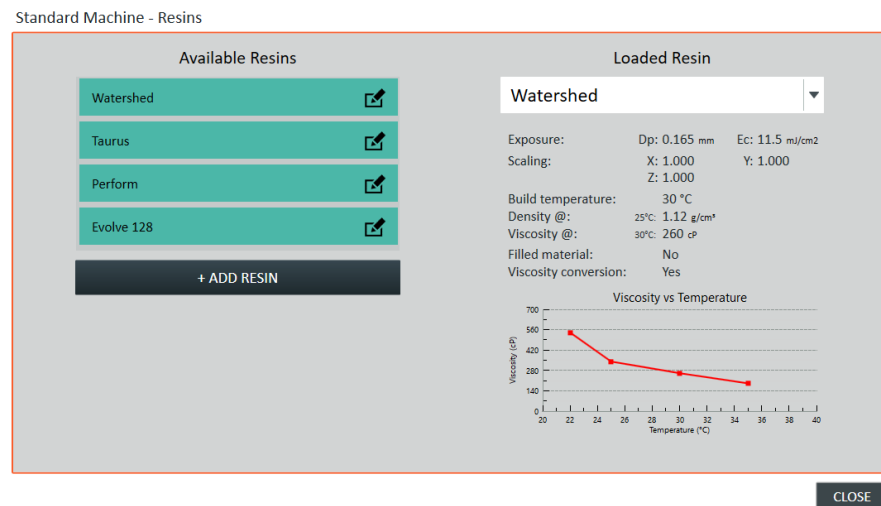 Standard Machine - Resins
Available Resins
Watershed
Taurus
Perform
Evolve 128
+ ADD RESIN
Loaded Resin
Watershed
Exposure: Dp: 0.165 mm Ec: 11.5 mJ/cm2
Scaling: X: 1.000 Y: 1.000
Z: 1.000
Build temperature: 30 °C
Density @: 25°C: 1.12 g/cm³
Viscosity @: 30°C: 260 cP
Filled material: No
Viscosity conversion: Yes
Viscosity vs Temperature
Viscosity (cP)
700
560
420
280
140
0
20 22 24 26 28 30 32 34 36 38 40
Temperature (°C)
CLOSE